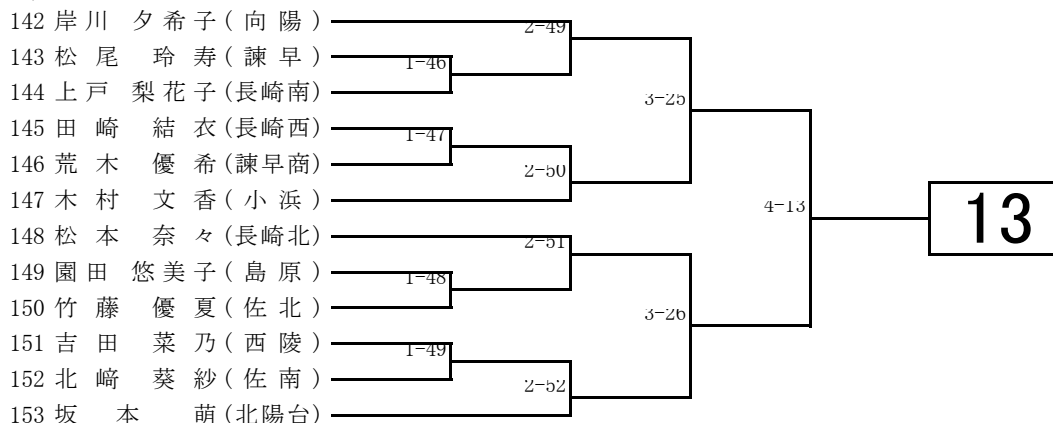 142 岸川 夕希子(向陽)
2-49
143 松尾 玲寿(諫早)
1-46
144 上戸 梨花子(長崎南)
3-25
145 田崎 結衣(長崎西)
1-47
146 荒木 優希(諫早商)
2-50
147 木村 文香(小浜)
4-13
13
148 松本 奈々(長崎北)
2-51
149 園田 悠美子(島原)
1-48
150 竹藤 優夏(佐北)
3-26
151 吉田 菜乃(西陵)
1-49
152 北﨑 葵紗(佐南)
2-52
153 坂本 萌(北陽台)